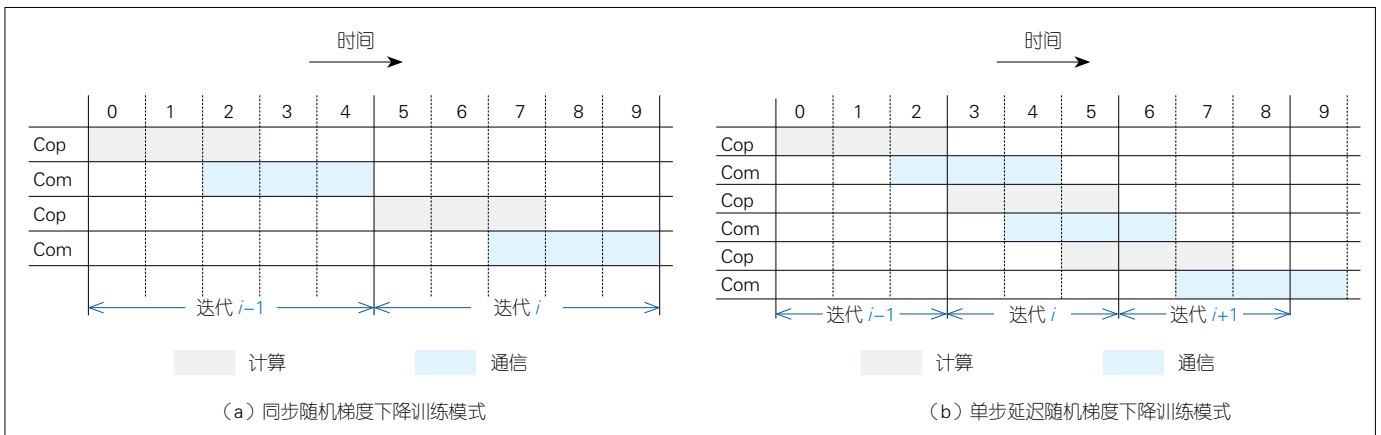 时间
0 1 2 3 4 5 6 7 8 9
Cop
Com
Cop
Com
迭代 i–1 迭代 i
计算 通信
（a）同步随机梯度下降训练模式
时间
0 1 2 3 4 5 6 7 8 9
Cop
Com
Cop
Com
Cop
Com
迭代 i–1 迭代 i 迭代 i+1
计算 通信
（b）单步延迟随机梯度下降训练模式